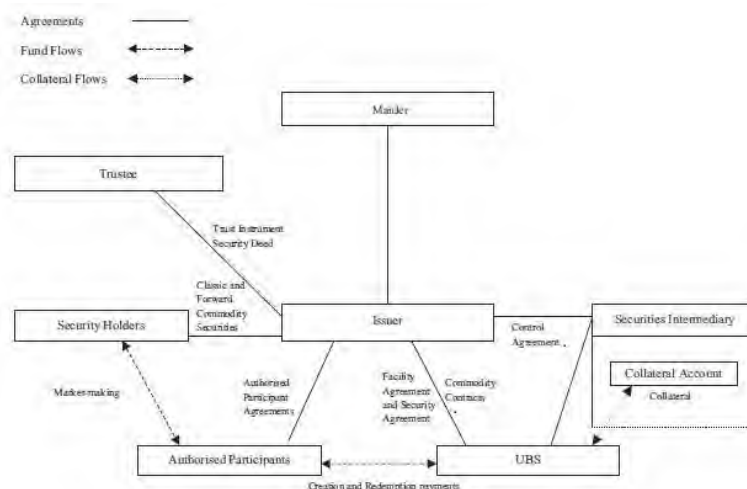 Agreements
Fund Flows
Collateral Flows
Manler
Trustee
Trust Instrument
Security Deed
Classic and
Forward
Commodity
Securities
Security Holders
Issuer
Control
Agreement
Securities Intermediary
Collateral Account
Collateral
Market-making
Authorised
Participant
Agreements
Facility
Agreement
and Security
Agreement
Commodity
Contracts
Authorised Participants
UBS
Creation and Redemption payments